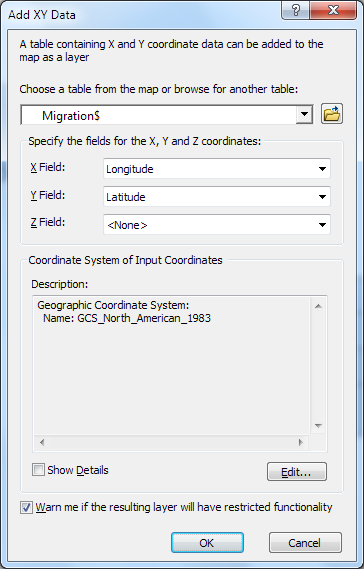 Add XY Data
A table containing X and Y coordinate data can be added to the
map as a layer
Choose a table from the map or browse for another table:
Migration$
Specify the fields for the X, Y and Z coordinates:
X Field:
Longitude
Y Field:
Latitude
Z Field:
<None>
Coordinate System of Input Coordinates
Description:
Geographic Coordinate System:
Name: GCS_North_American_1983
Show Details
Edit...
Warn me if the resulting layer will have restricted functionality
OK
Cancel